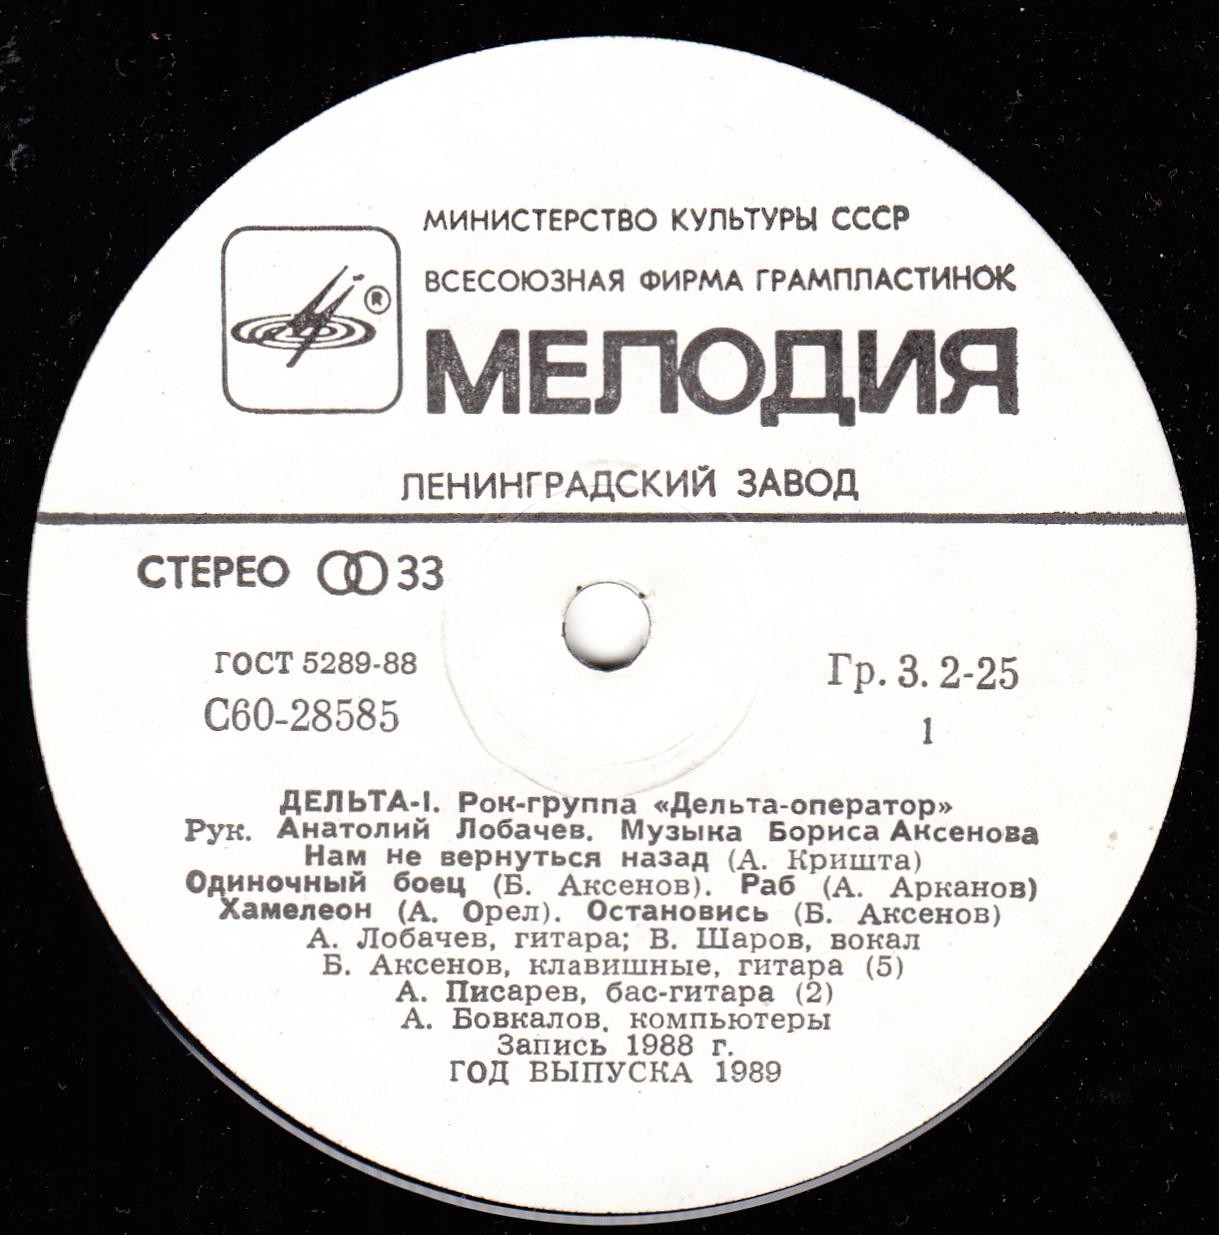 МИНИСТЕРСТВО КУЛЬТУРЫ СССР
ВСЕСОЮЗНАЯ ФИРМА ГРАМПЛАСТИНОК
®
МЕЛОДИЯ
ЛЕНИНГРАДСКИЙ ЗАВОД
СТЕРЕО 33
ГОСТ 5289-88
С60-28585
Гр. 3. 2-25
1
ДЕЛЬТА-I. Рок-группа «Дельта-оператор»
Рук. Анатолий Лобачев. Музыка Бориса Аксенова
Нам не вернуться назад (А. Кришта)
Одиночный боец (Б. Аксенов). Раб (А. Арканов)
Хамелеон (А. Орел). Остановись (Б. Аксенов)
А. Лобачев, гитара; В. Шаров, вокал
Б. Аксенов, клавишные, гитара (5)
А. Писарев, бас-гитара (2)
А. Бовкалов, компьютеры
Запись 1988 г.
ГОД ВЫПУСКА 1989